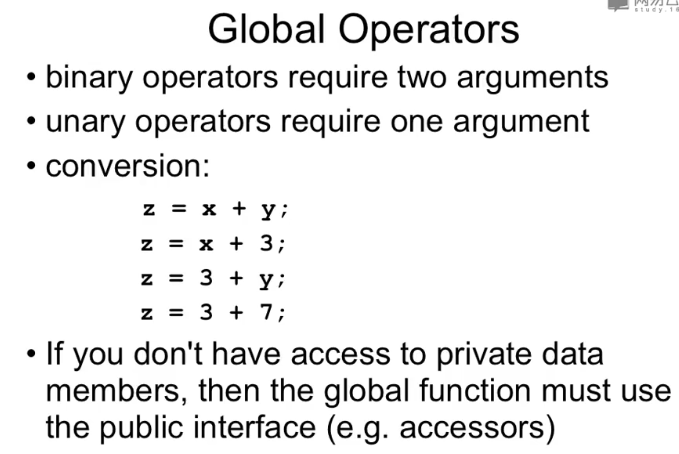 Global Operators
• binary operators require two arguments
• unary operators require one argument
• conversion:
z = x + y;
z = x + 3;
z = 3 + y;
z = 3 + 7;
• If you don't have access to private data
members, then the global function must use
the public interface (e.g. accessors)